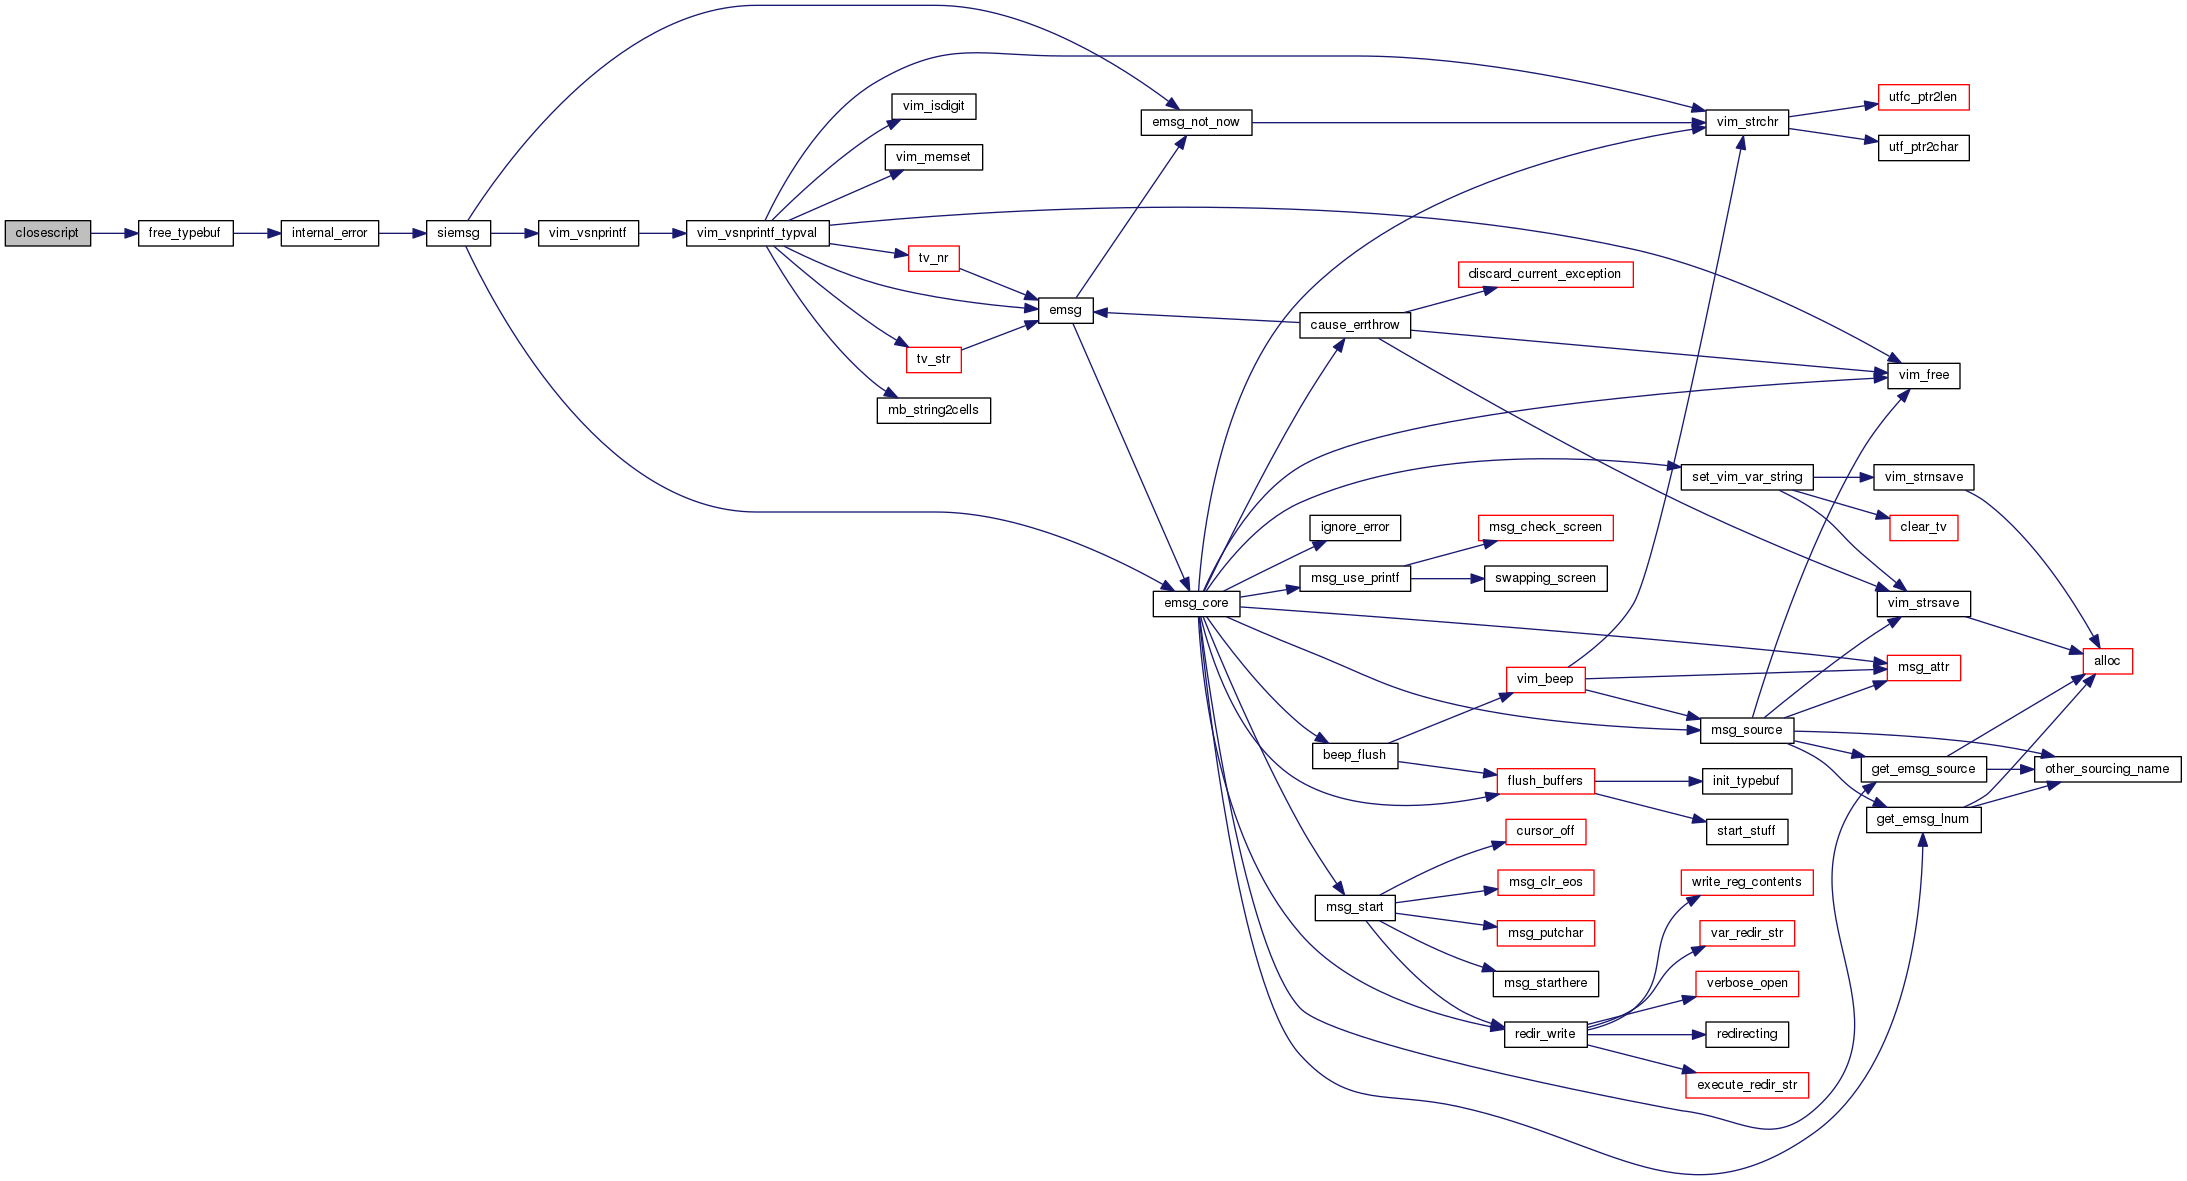 closescript
free_typebuf
internal_error
siemsg
vim_vsnprintf
vim_vsnprintf_typval
vim_isdigit
vim_memset
tv_nr
tv_str
mb_string2cells
emsg
emsg_not_now
emsg_core
cause_errthrow
discard_current_exception
ignore_error
msg_use_printf
msg_check_screen
swapping_screen
vim_beep
beep_flush
flush_buffers
msg_start
cursor_off
msg_clr_eos
msg_putchar
msg_starthere
redir_write
vim_strchr
utfc_ptr2len
utf_ptr2char
vim_free
set_vim_var_string
vim_strnsave
clear_tv
vim_strsave
alloc
msg_attr
msg_source
get_emsg_source
other_sourcing_name
get_emsg_lnum
init_typebuf
start_stuff
write_reg_contents
var_redir_str
verbose_open
redirecting
execute_redir_str